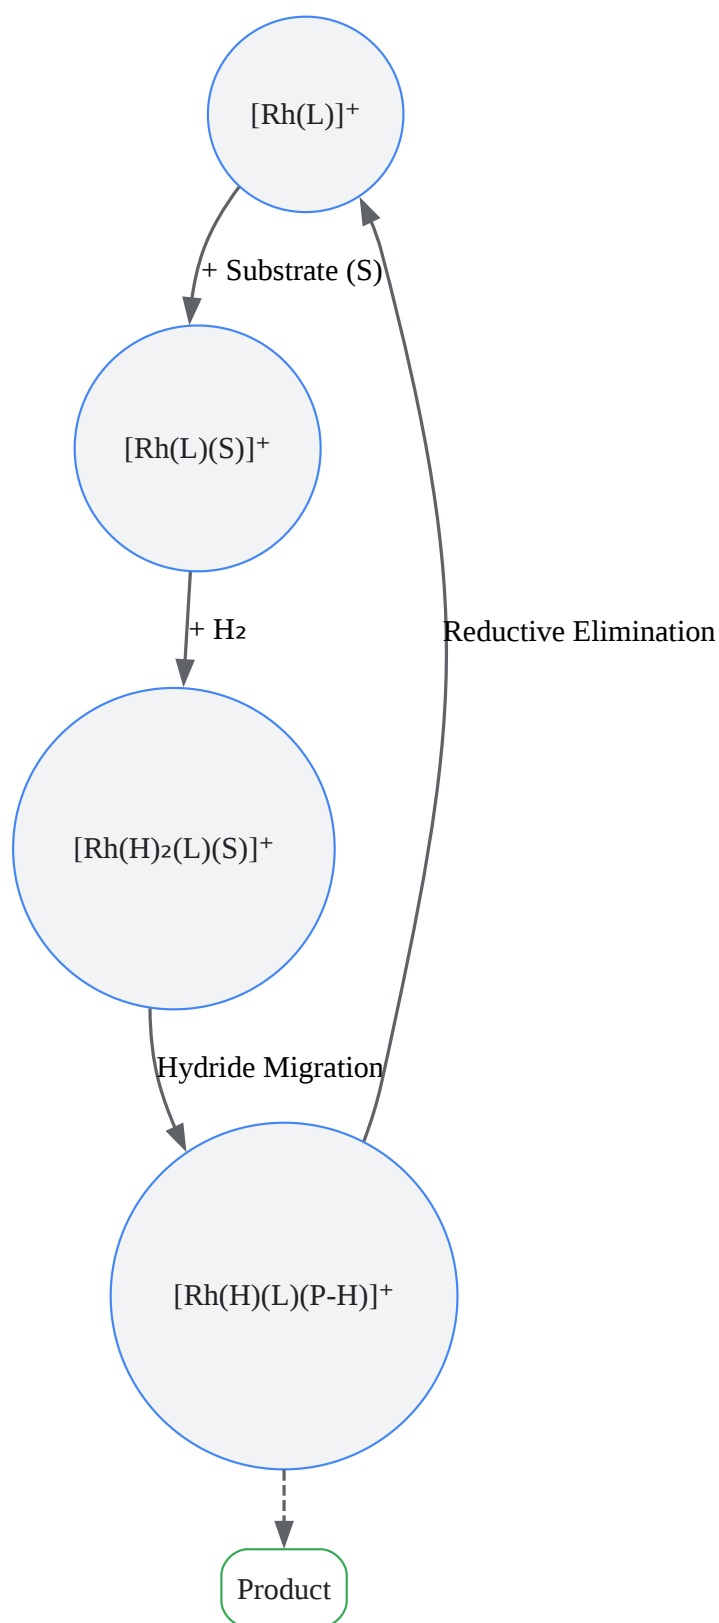 [Rh(L)]⁺
+ Substrate (S)
[Rh(L)(S)]⁺
+ H₂
Reductive Elimination
[Rh(H)₂(L)(S)]⁺
Hydride Migration
[Rh(H)(L)(P-H)]⁺
Product